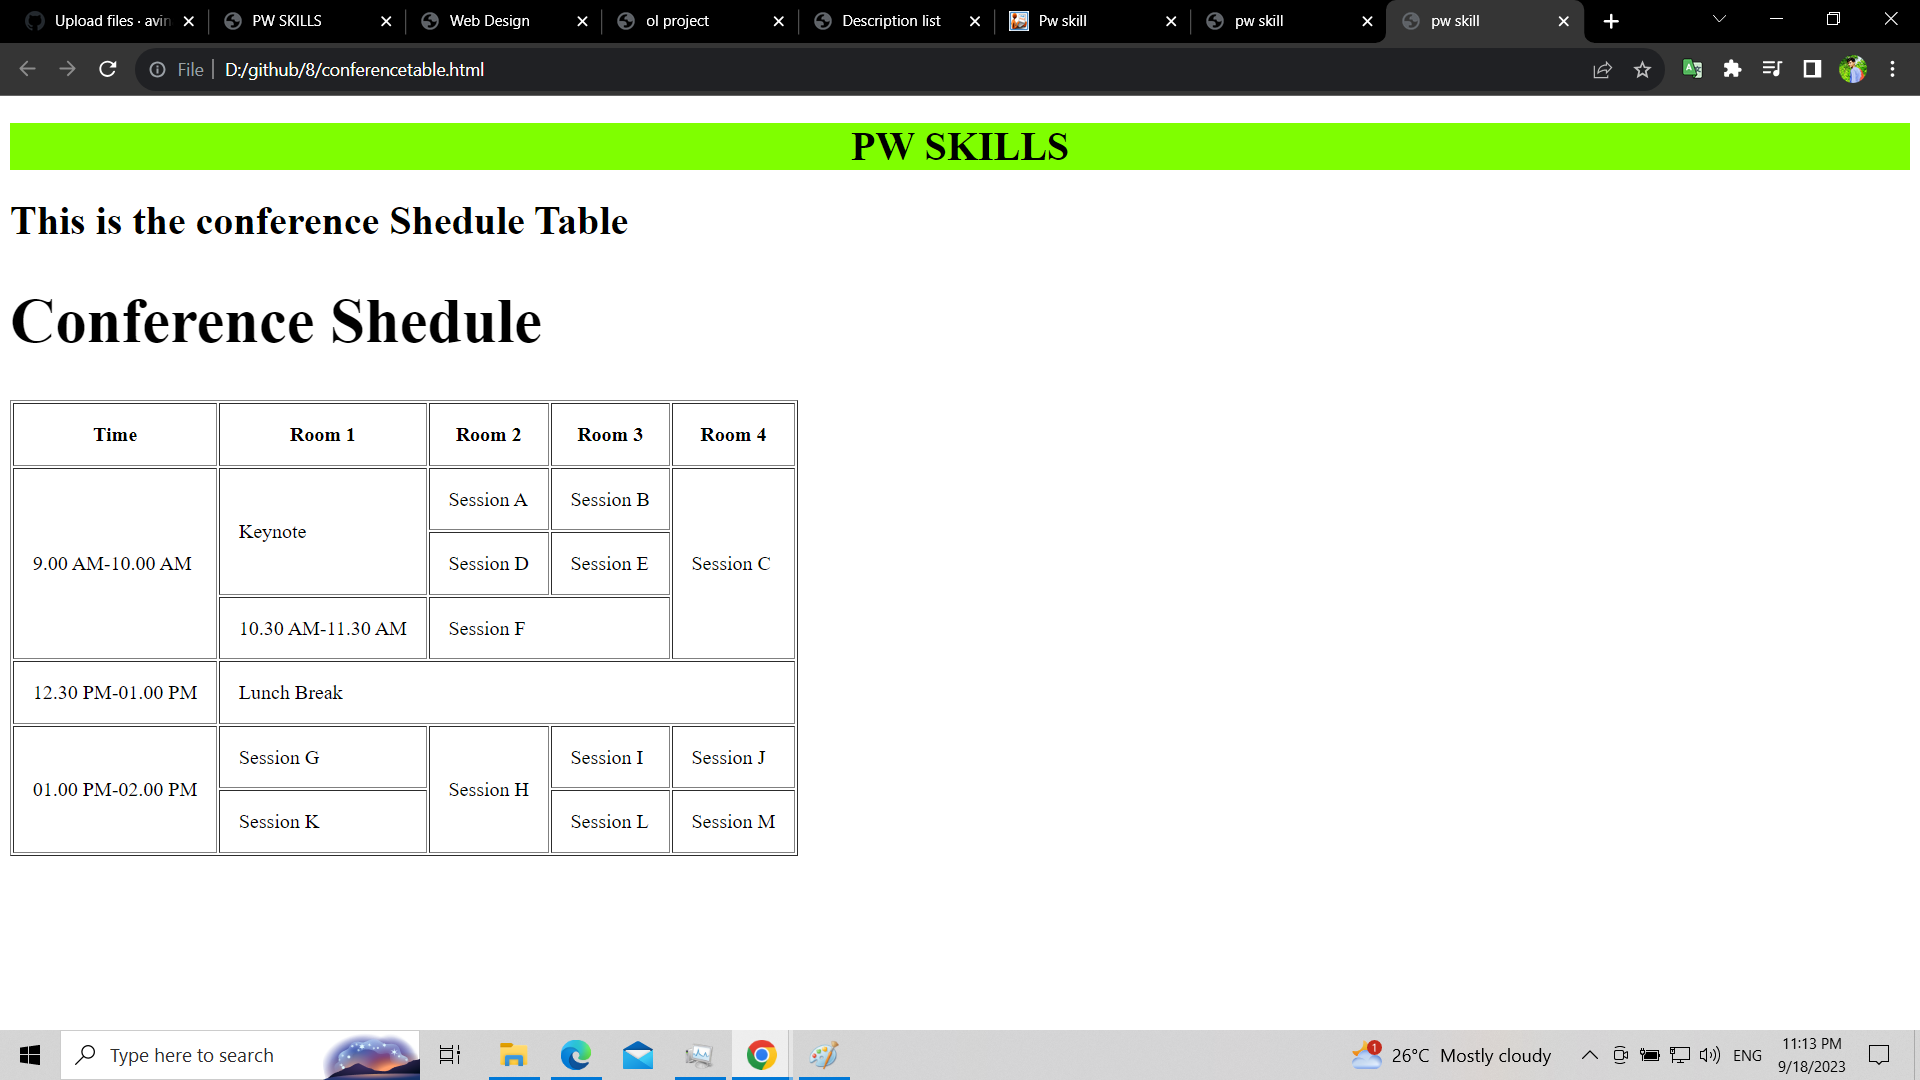 Upload files · avin
PW SKILLS
Web Design
ol project
Description list
Pw skill
pw skill
pw skill
File
D:/github/8/conferencetable.html
PW SKILLS
This is the conference Shedule Table
Conference Shedule
Time Room 1 Room 2 Room 3 Room 4
9.00 AM-10.00 AM Keynote Session A Session B Session C
Session D Session E
10.30 AM-11.30 AM Session F
12.30 PM-01.00 PM Lunch Break
01.00 PM-02.00 PM Session G Session H Session I Session J
Session K Session L Session M
Type here to search
1
26°C Mostly cloudy
ENG
11:13 PM
9/18/2023